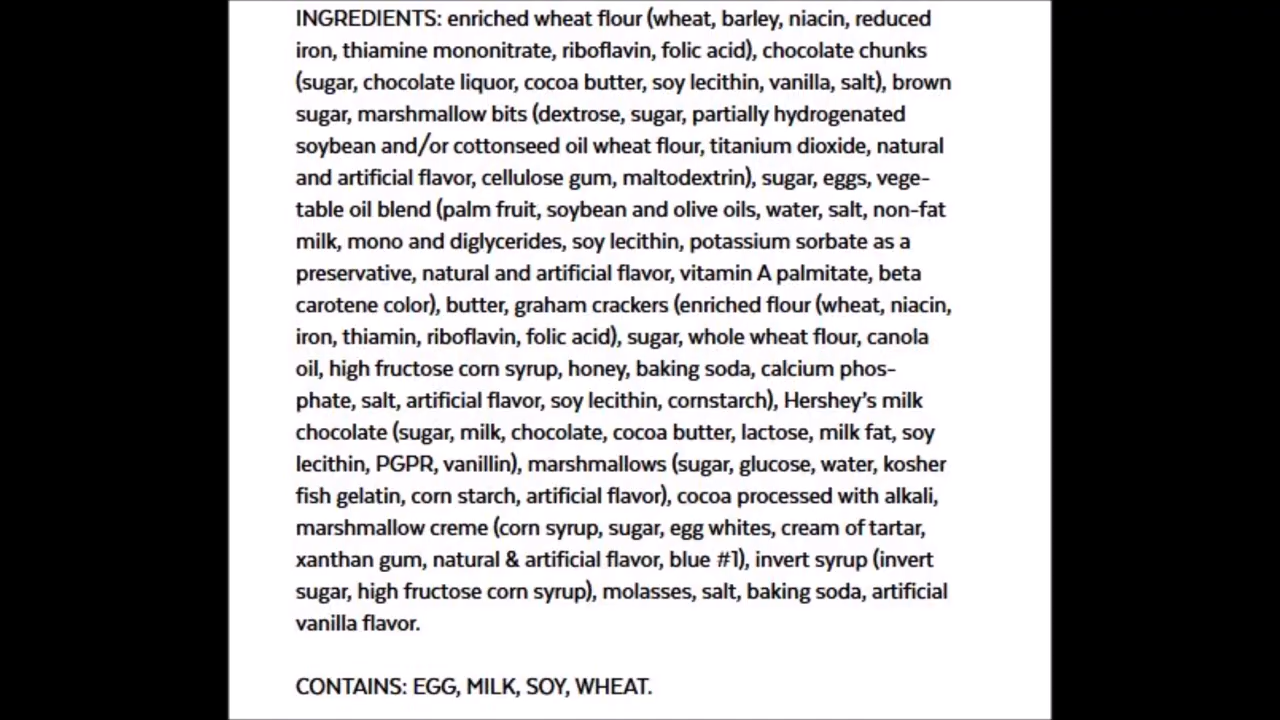 INGREDIENTS: enriched wheat flour (wheat, barley, niacin, reduced
iron, thiamine mononitrate, riboflavin, folic acid), chocolate chunks
(sugar, chocolate liquor, cocoa butter, soy lecithin, vanilla, salt), brown
sugar, marshmallow bits (dextrose, sugar, partially hydrogenated
soybean and/or cottonseed oil wheat flour, titanium dioxide, natural
and artificial flavor, cellulose gum, maltodextrin), sugar, eggs, vege-
table oil blend (palm fruit, soybean and olive oils, water, salt, non-fat
milk, mono and diglycerides, soy lecithin, potassium sorbate as a
preservative, natural and artificial flavor, vitamin A palmitate, beta
carotene color), butter, graham crackers (enriched flour (wheat, niacin,
iron, thiamin, riboflavin, folic acid), sugar, whole wheat flour, canola
oil, high fructose corn syrup, honey, baking soda, calcium phos-
phate, salt, artificial flavor, soy lecithin, cornstarch), Hershey's milk
chocolate (sugar, milk, chocolate, cocoa butter, lactose, milk fat, soy
lecithin, PGPR, vanillin), marshmallows (sugar, glucose, water, kosher
fish gelatin, corn starch, artificial flavor), cocoa processed with alkali,
marshmallow creme (corn syrup, sugar, egg whites, cream of tartar,
xanthan gum, natural & artificial flavor, blue #1), invert syrup (invert
sugar, high fructose corn syrup), molasses, salt, baking soda, artificial
vanilla flavor.
CONTAINS: EGG, MILK, SOY, WHEAT.